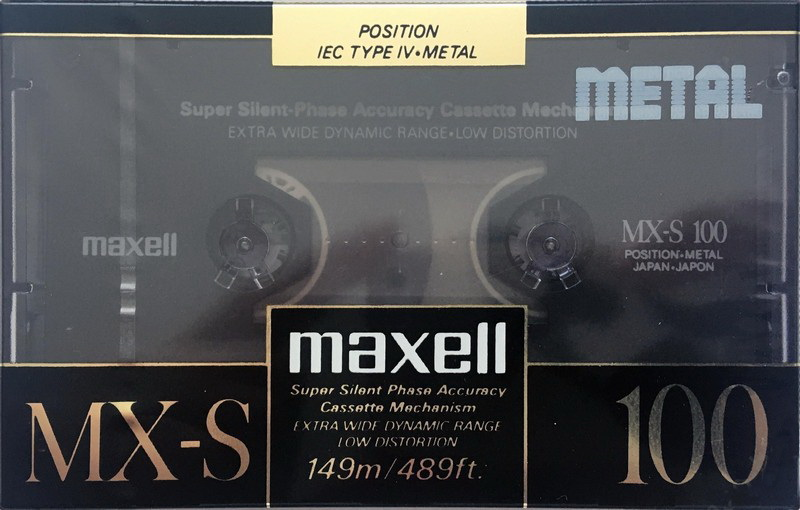 POSITION
IEC TYPE IV•METAL
METAL
Super Silent-Phase Accuracy Cassette Mecha
EXTRA WIDE DYNAMIC RANGE•LOW DISTORTION
maxell
MX-S 100
POSITION•METAL
JAPAN•JAPON
maxell
Super Silent Phase Accuracy
Cassette Mechanism
EXTRA WIDE DYNAMIC RANGE
LOW DISTORTION
149m/489ft.
MX-S
100